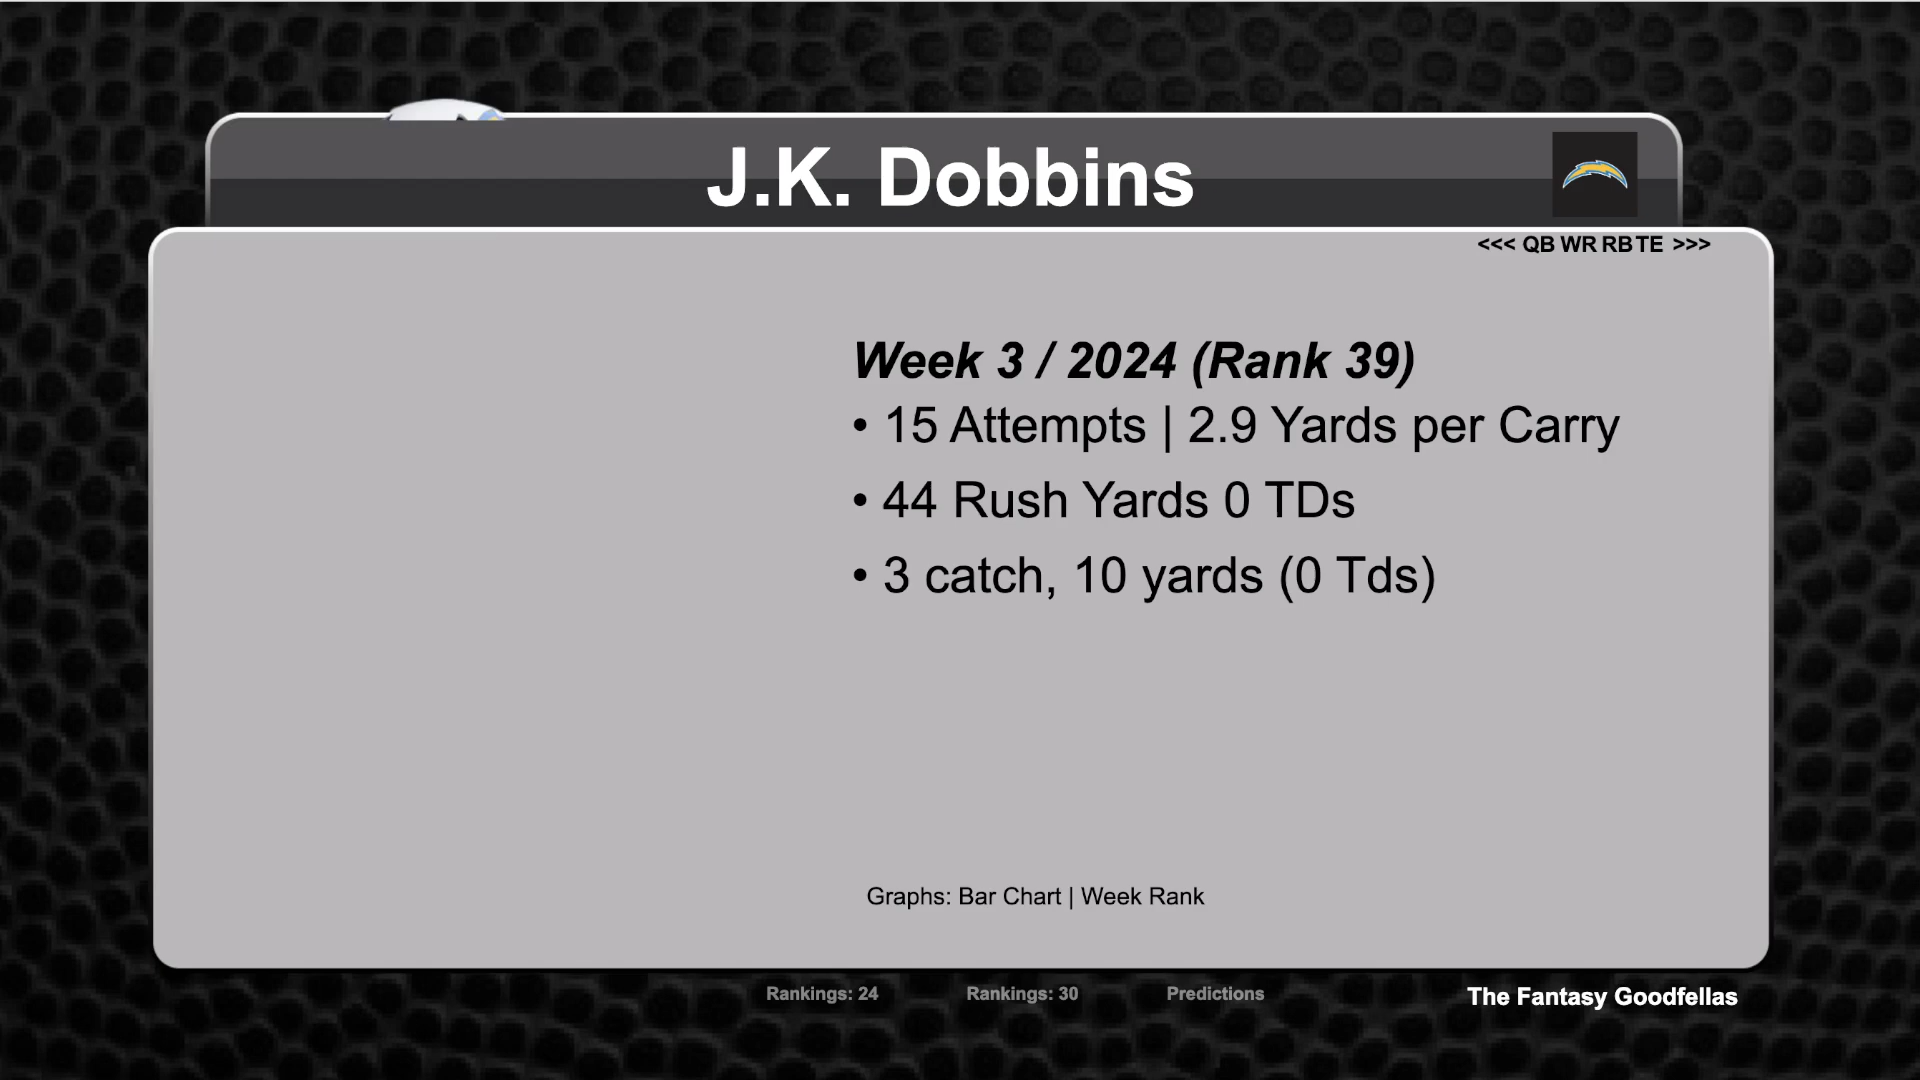 J.K. Dobbins
<<< QB WR RB TE >>>
Week 3 / 2024 (Rank 39)
• 15 Attempts | 2.9 Yards per Carry
• 44 Rush Yards 0 TDs
• 3 catch, 10 yards (0 Tds)
Graphs: Bar Chart | Week Rank
Rankings: 24 Rankings: 30 Predictions
The Fantasy Goodfellas